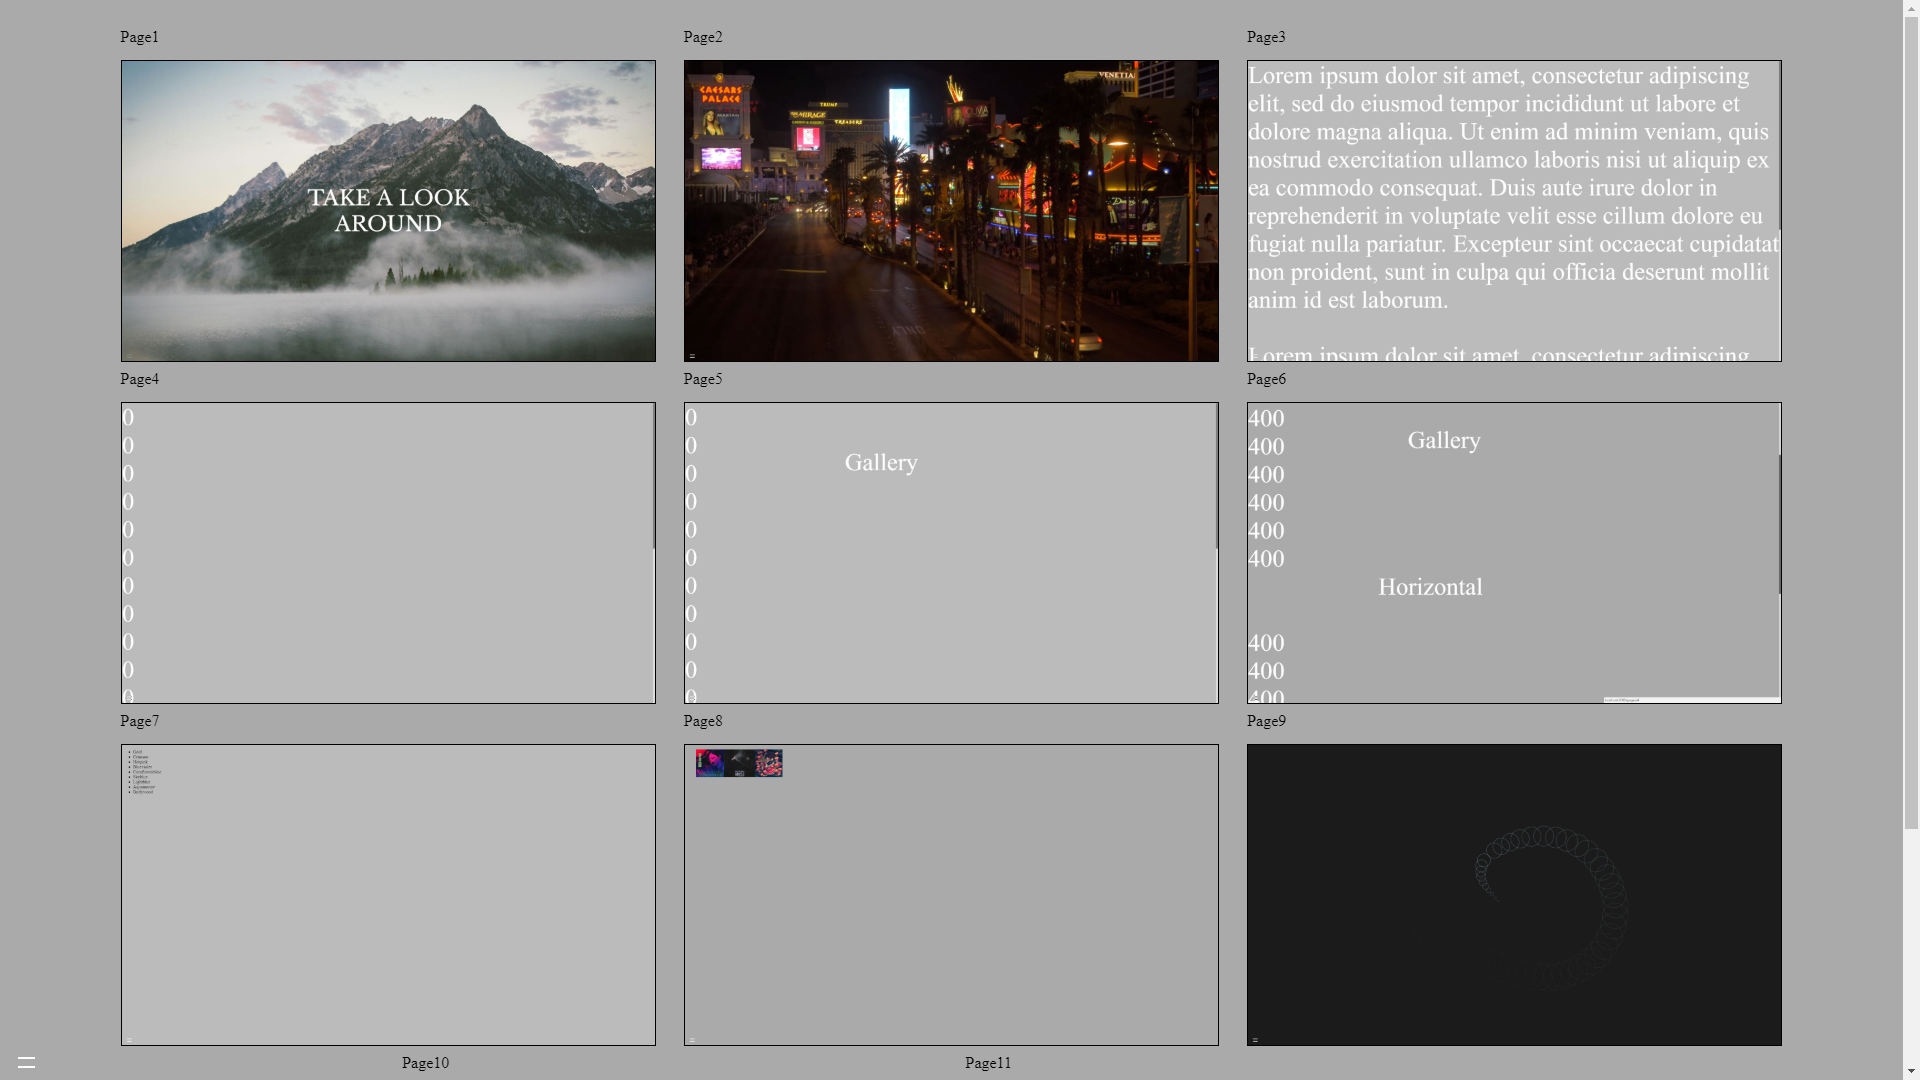 Page1
Page2
Page3
TAKE A LOOK
AROUND
CAESARS
PALACE
TRUMP
MIRAGE
TREASURE
VENETIA
Lorem ipsum dolor sit amet, consectetur adipiscing
elit, sed do eiusmod tempor incididunt ut labore et
dolore magna aliqua. Ut enim ad minim veniam, quis
nostrud exercitation ullamco laboris nisi ut aliquip ex
ea commodo consequat. Duis aute irure dolor in
reprehenderit in voluptate velit esse cillum dolore eu
fugiat nulla pariatur. Excepteur sint occaecat cupidatat
non proident, sunt in culpa qui officia deserunt mollit
anim id est laborum.
Lorem ipsum dolor sit amet, consectetur adipiscing
Page4
Page5
Page6
0
0
0
0
0
0
0
0
0
0
0
0
0
Gallery
0
0
0
0
0
0
0
0
0
400
Gallery
400
400
400
400
400
Horizontal
400
400
400
Page7
Page8
Page9
Page10
Page11